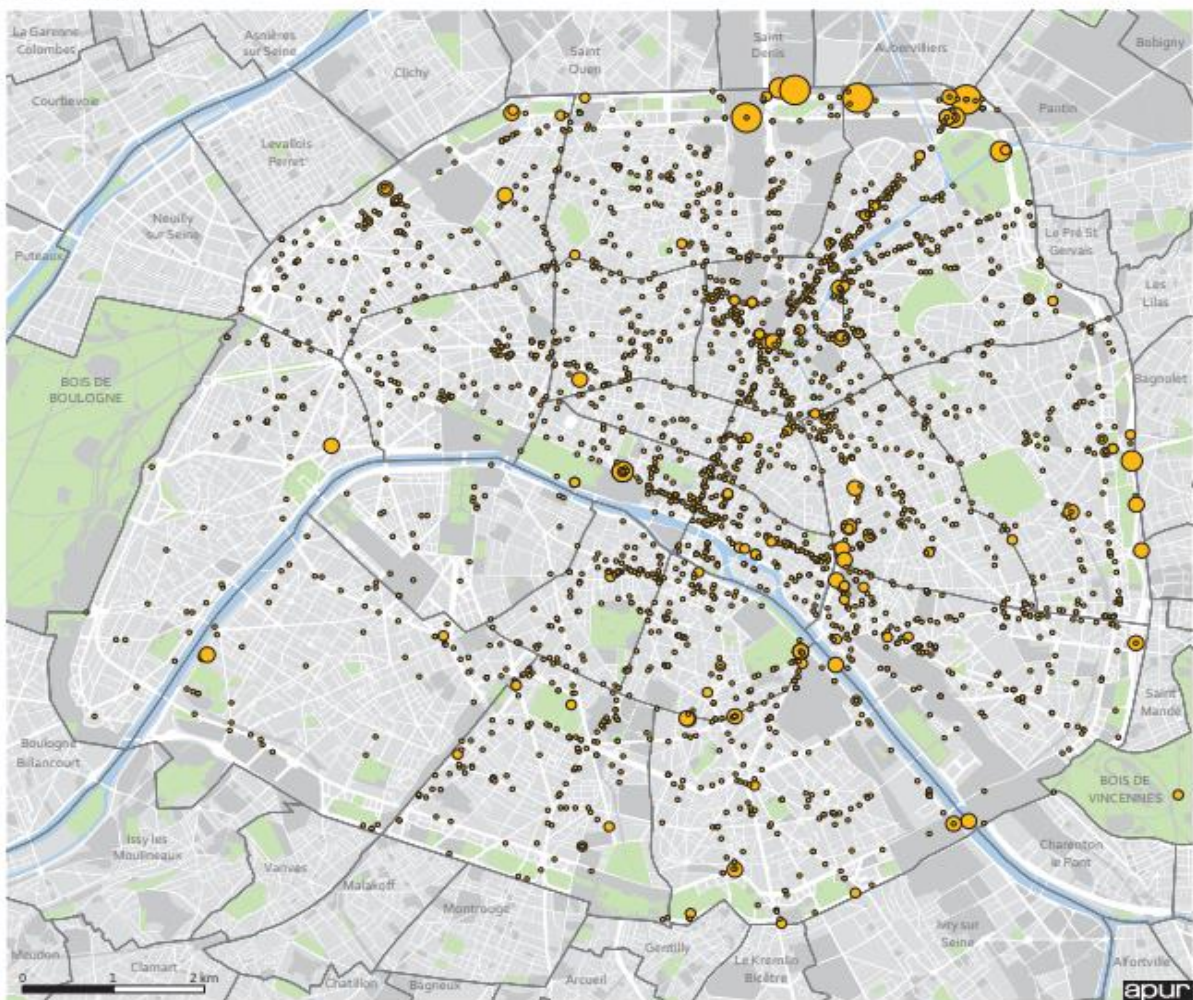 La Garenne
Colombes
Asnières
sur Seine
Saint
Ouen
Saint
Denis
Aubervilliers
Bobigny
Clichy
Courbevoie
Pantin
Levallois
Perret
Neuilly
sur Seine
Le Pré St
Gervais
Puteaux
Les
Lilas
BOIS DE
BOULOGNE
Bagnolet
Saint
Mandé
Boulogne
Billancourt
BOIS DE
VINCENNES
Issy les
Moulineaux
Vanves
Charenton
le Pont
Malakoff
Montrouge
Ivry sur
Seine
Gentilly
Meudon
Le Kremlin
Bicêtre
Alfortville
Clamart
Chatillon
Bagneux
Arcueil
0 1 2 km
apur